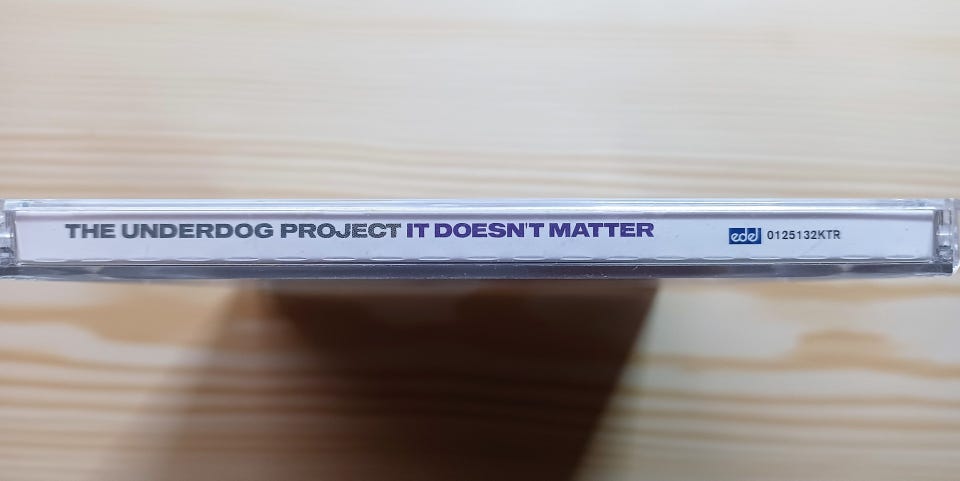 THE UNDERDOG PROJECT IT DOESN'T MATTER edel 0125132KTR